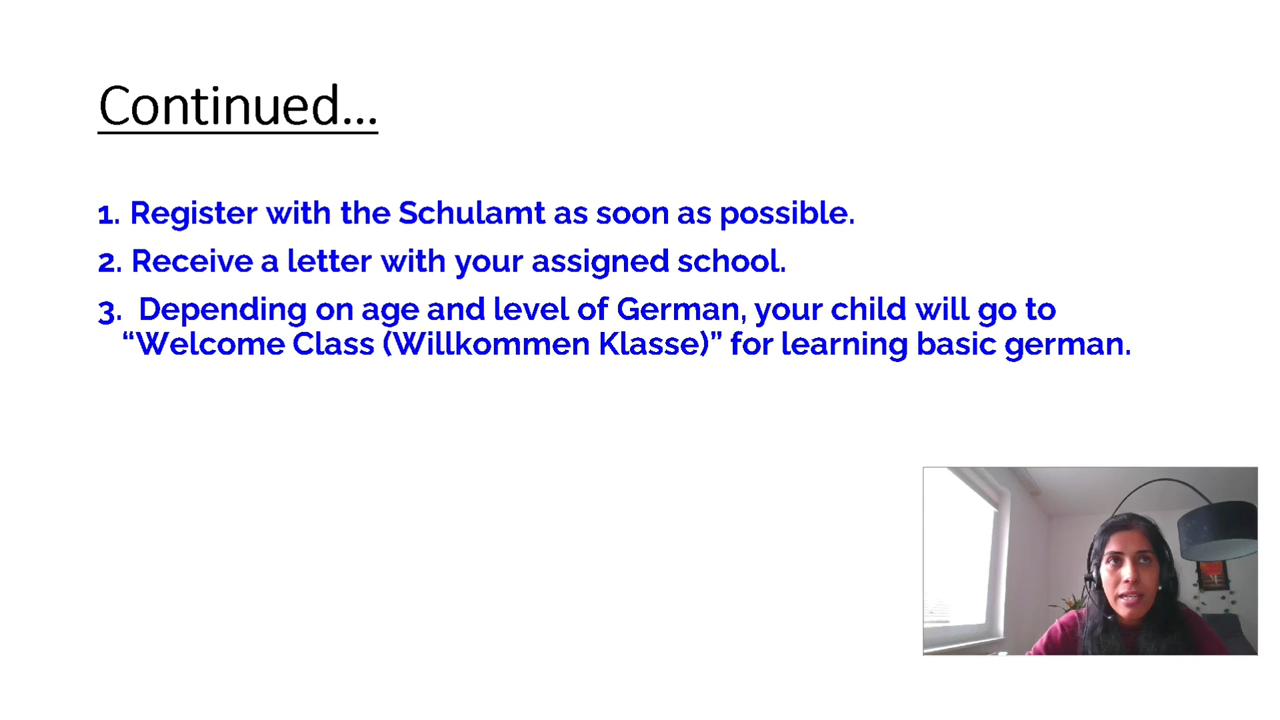 Continued...
1. Register with the Schulamt as soon as possible.
2. Receive a letter with your assigned school.
3. Depending on age and level of German, your child will go to
“Welcome Class (Willkommen Klasse)” for learning basic german.